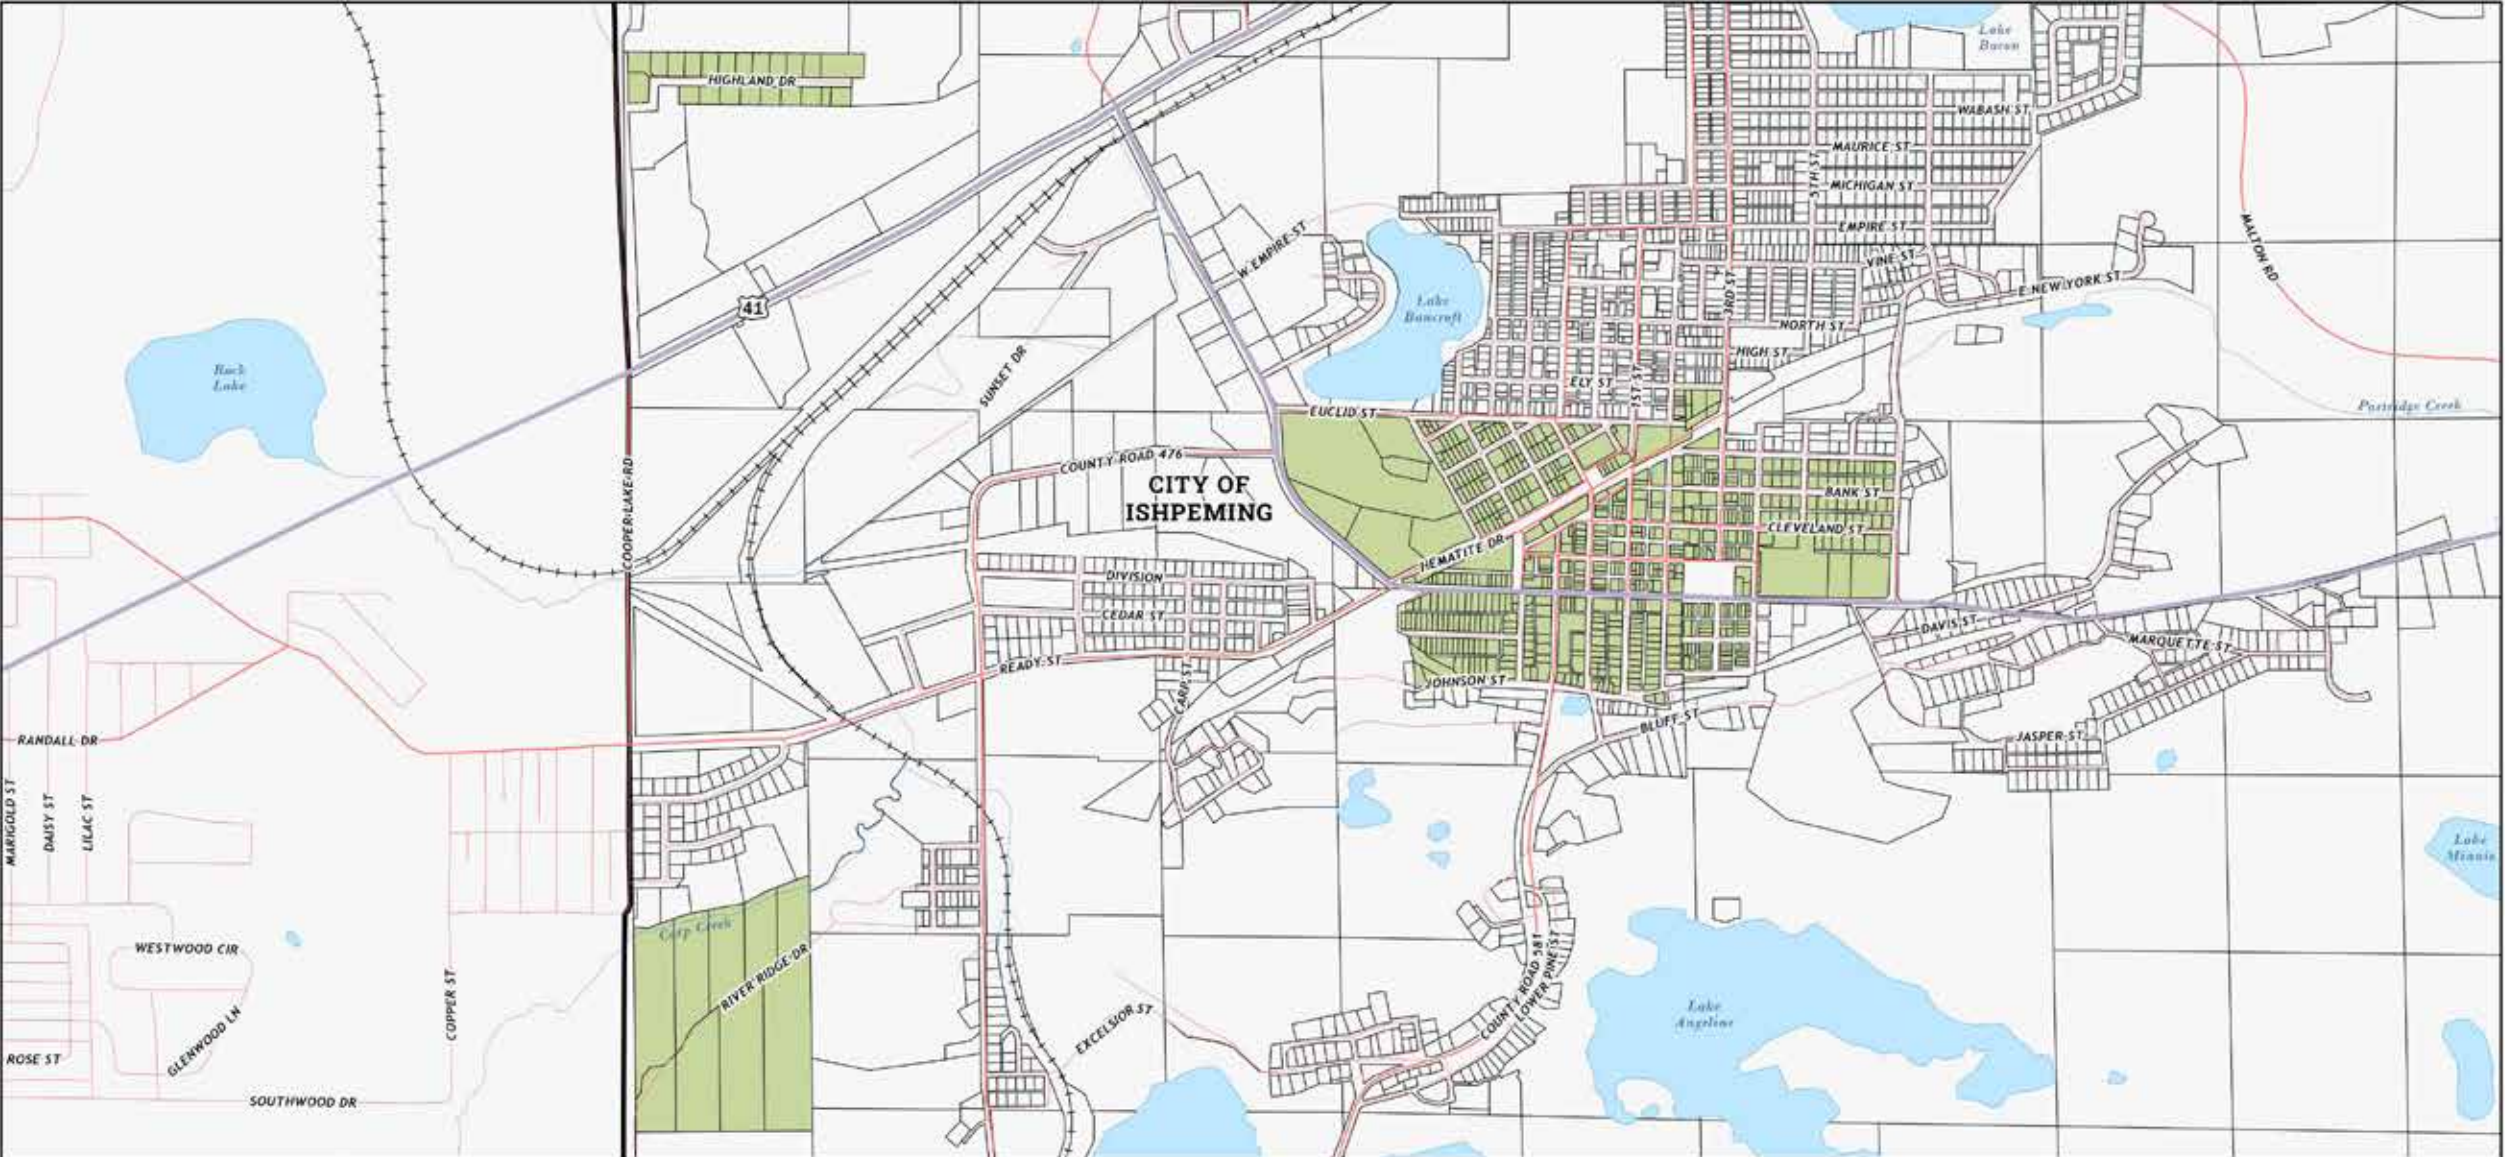 Lake
Bacon
HIGHLAND DR
WABASH ST
MAURICE ST
5TH ST
MICHIGAN ST
EMPIRE ST
W EMPIRE ST
MALTON RD
VINE ST
E NEW YORK ST
3RD ST
41
Lake
Bancroft
NORTH ST
HIGH ST
Rock
Lake
SUNSET DR
ELY ST
1ST ST
EUCLID ST
Partridge Creek
COUNTY ROAD 476
CITY OF
ISHPEMING
BANK ST
COOPER LAKE RD
CLEVELAND ST
HEMATITE DR
DIVISION
CEDAR ST
DAVIS ST
MARQUETTE ST
READY ST
CARP ST
JOHNSON ST
BLUFF ST
JASPER ST
RANDALL DR
MARIGOLD ST
DAISY ST
LILAC ST
Lake
Minnie
Carp Creek
WESTWOOD CIR
RIVER RIDGE DR
COPPER ST
COUNTY ROAD 581
LOWER PINE ST
Lake
Angeline
EXCELSIOR ST
GLENWOOD LN
ROSE ST
SOUTHWOOD DR